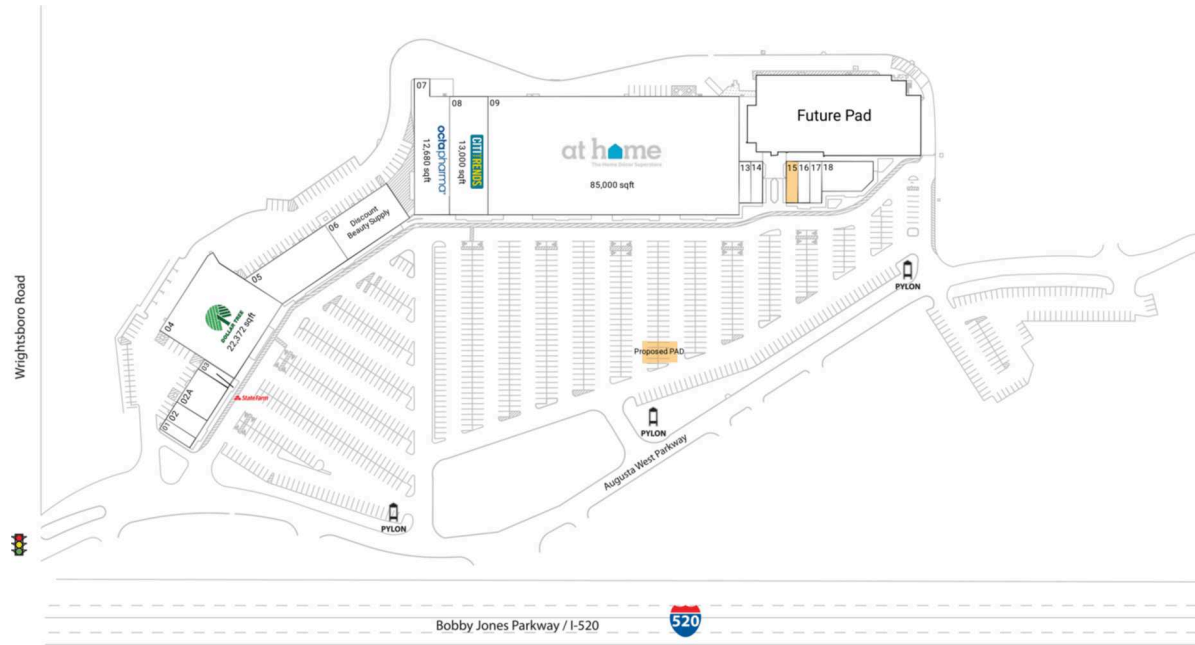 07
08
09
octapharma
12,680 sqft
CITI TRENDS
13,000 sqft
at home
The Home Décor Superstore
85,000 sqft
Future Pad
13
14
15
16
17
18
06
Discount
Beauty Supply
05
04
DOLLAR TREE
22,372 sqft
03
02A
02
01
StateFarm
Proposed PAD
PYLON
PYLON
PYLON
Augusta West Parkway
Wrightsboro Road
Bobby Jones Parkway / I-520
520